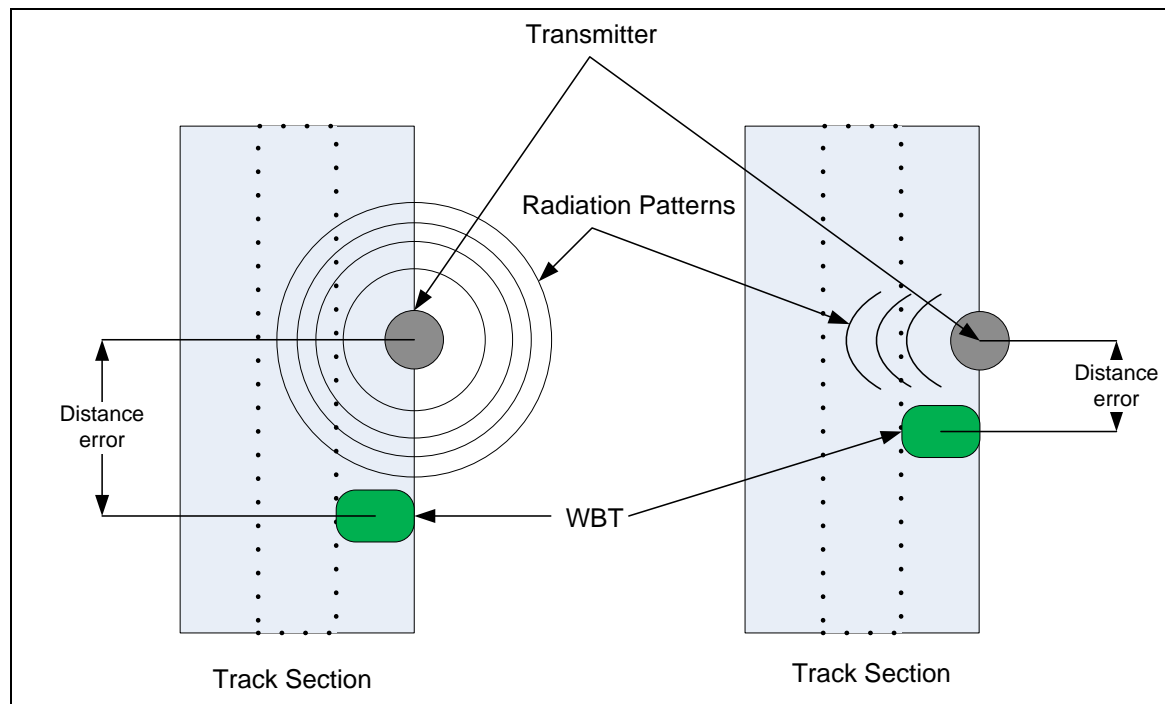 Transmitter
Radiation Patterns
Distance
error
Distance
error
WBT
Track Section
Track Section